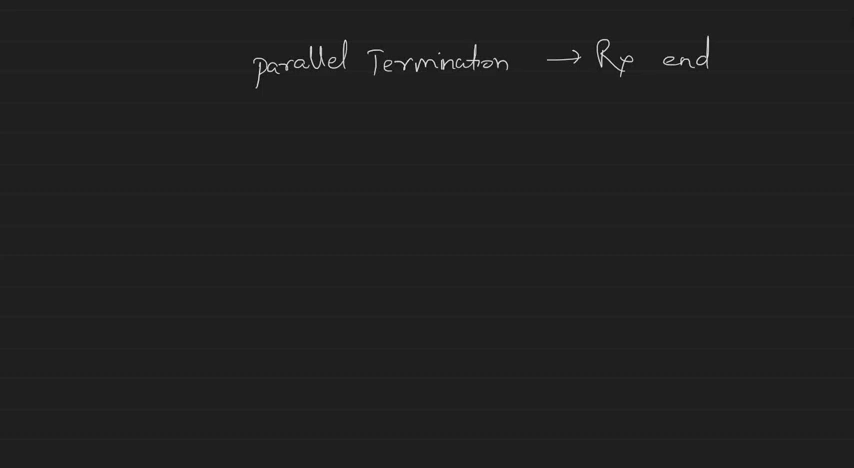 parallel Termination → Rx end